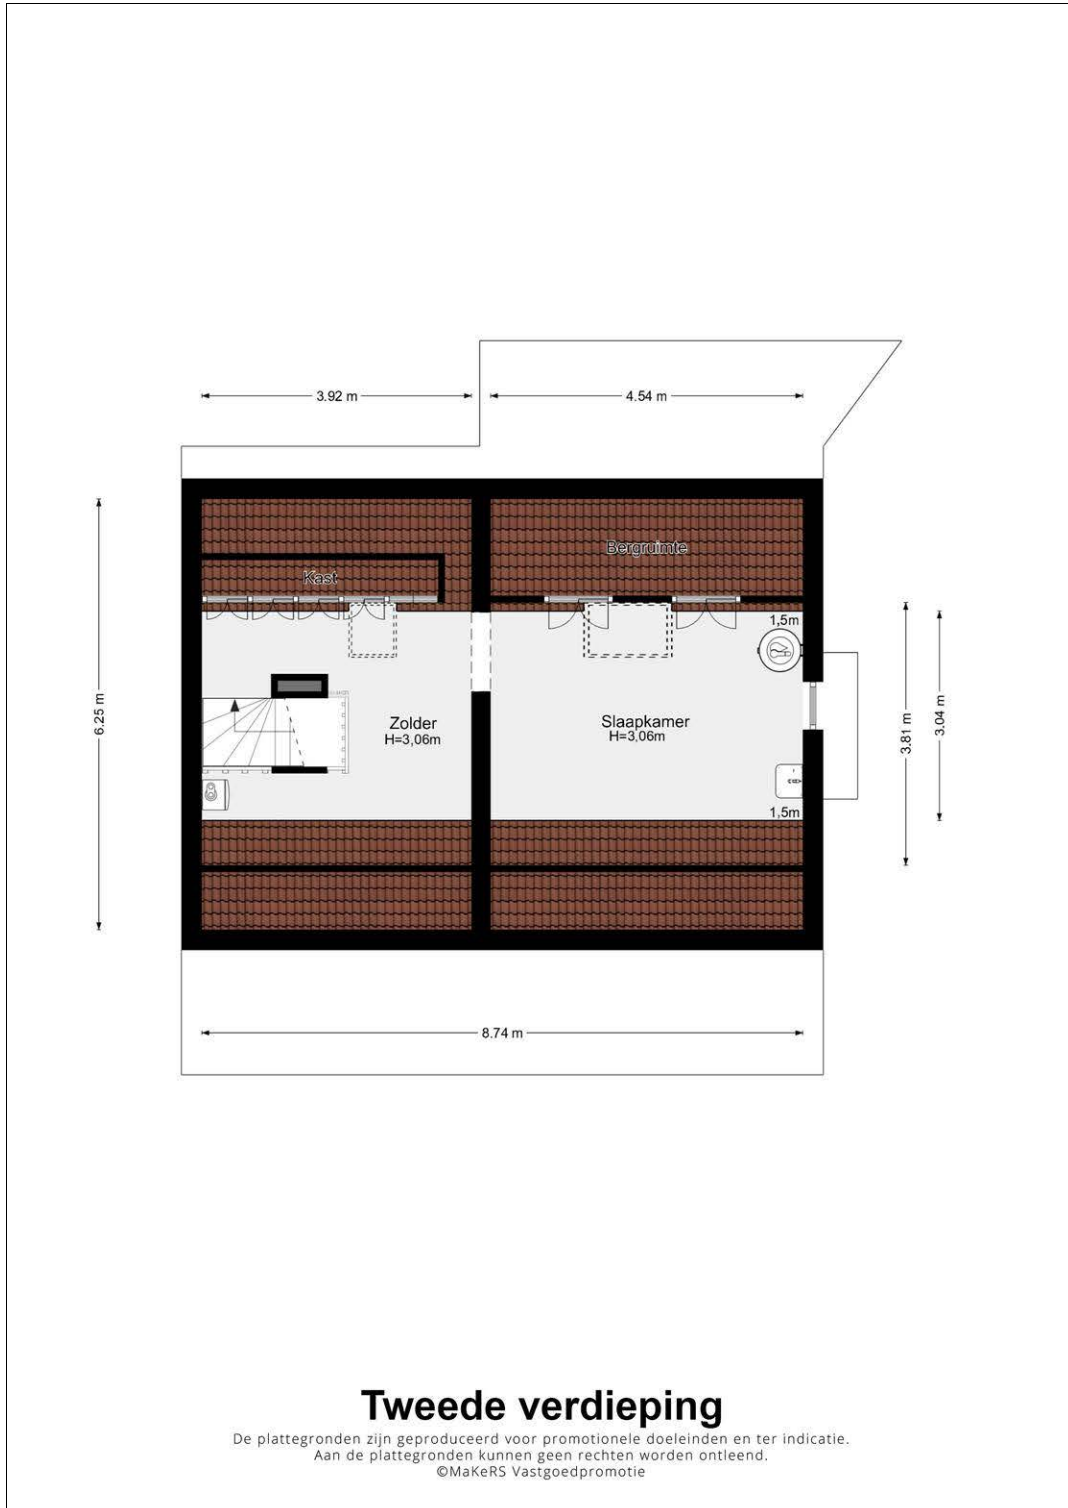 3.92 m
4.54 m
Bergruimte
Kast
1,5m
6.25 m
Zolder
H=3,06m
Slaapkamer
H=3,06m
3.81 m
3.04 m
1,5m
8.74 m
Tweede verdieping
De plattegronden zijn geproduceerd voor promotionele doeleinden en ter indicatie.
Aan de plattegronden kunnen geen rechten worden ontleend.
©MaKeRS Vastgoedpromotie